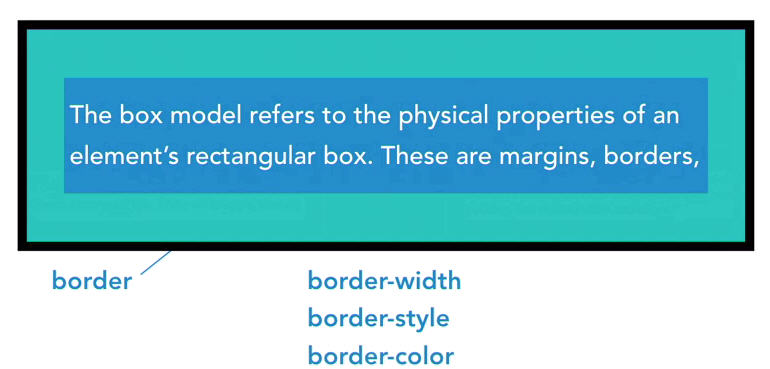 The box model refers to the physical properties of an
element’s rectangular box. These are margins, borders,
border
border-width
border-style
border-color